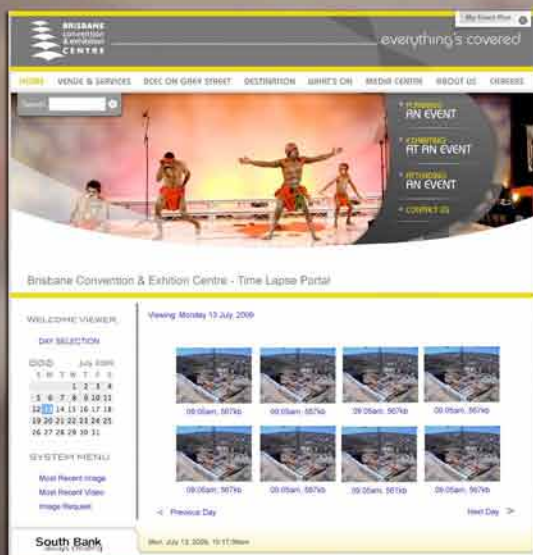 BRISBANE
convention
& exhibition
CENTRE
My Event Plan
everything's covered
HOME VENUE & SERVICES BCEC ON GREY STREET DESTINATION WHAT'S ON MEDIA CENTRE ABOUT US CAREERS
Search
PLANNING
AN EVENT
EXHIBITING
AT AN EVENT
ATTENDING
AN EVENT
CONTACT US
Brisbane Convention & Exhition Centre - Time Lapse Portal
WELCOME VIEWER
DAY SELECTION
July 2009
S M T W T F S
1 2 3 4
5 6 7 8 9 10 11
12 13 14 15 16 17 18
19 20 21 22 23 24 25
26 27 28 29 30 31
SYSTEM MENU
Most Recent Image
Most Recent Video
Image Request
Viewing: Monday 13 July, 2009
09:05am, 567kb 09:05am, 567kb 09:05am, 567kb 09:05am, 567kb
09:05am, 567kb 09:05am, 567kb 09:05am, 567kb 09:05am, 567kb
< Previous Day Next Day >
South Bank
Mon, July 13, 2009,